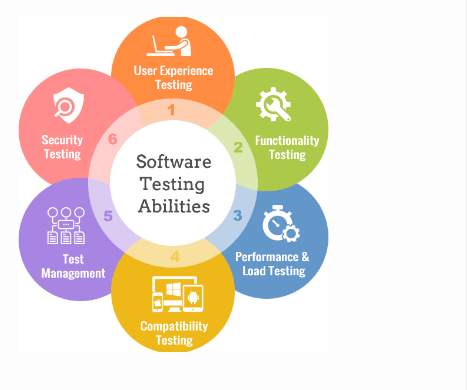 Software
Testing
Abilities
1
User Experience
Testing
2
Functionality
Testing
3
Performance &
Load Testing
4
Compatibility
Testing
5
Test
Management
6
Security
Testing